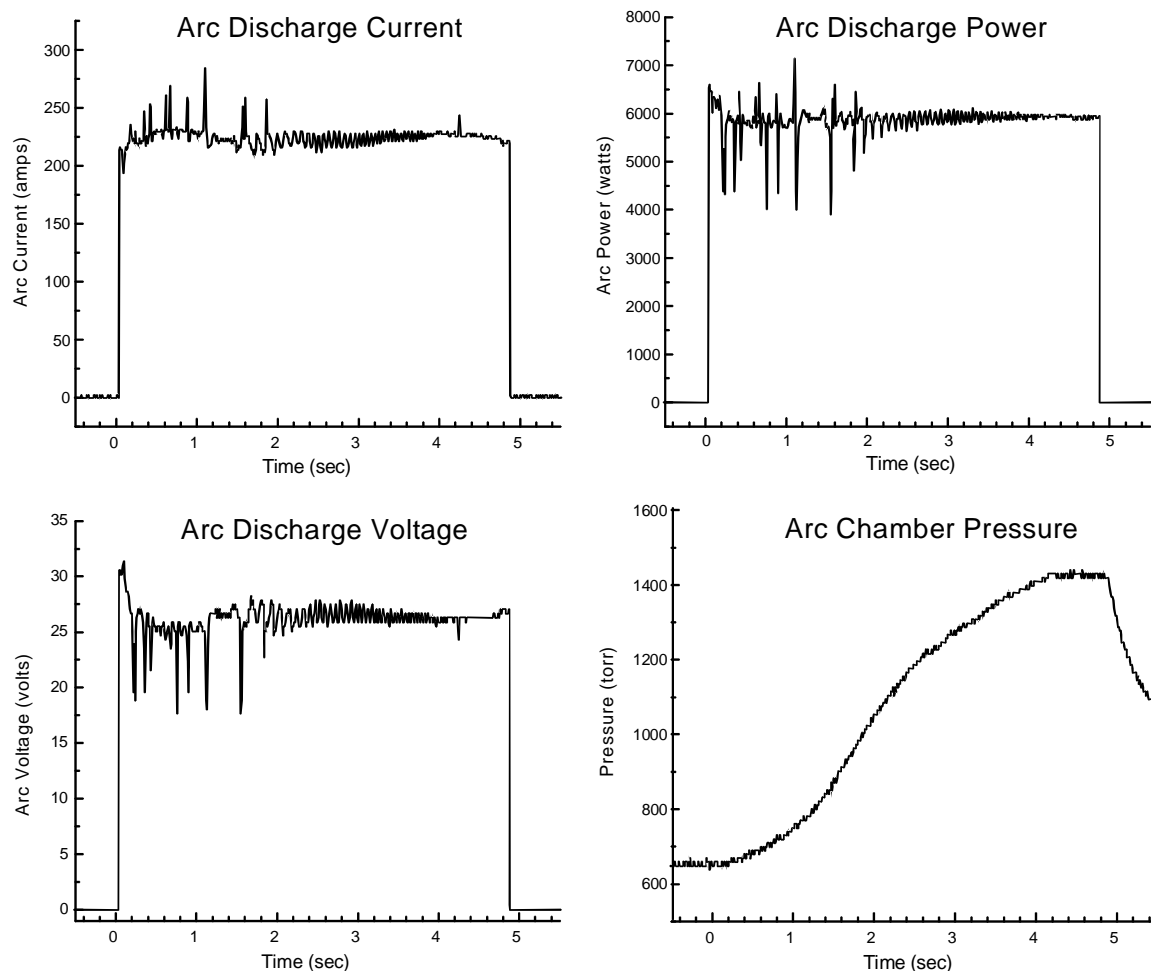 Arc Discharge Current
300
250
200
150
100
50
0
Arc Current (amps)
0 1 2 3 4 5
Time (sec)
Arc Discharge Power
8000
7000
6000
5000
4000
3000
2000
1000
0
Arc Power (watts)
0 1 2 3 4 5
Time (sec)
Arc Discharge Voltage
35
30
25
20
15
10
5
0
Arc Voltage (volts)
0 1 2 3 4 5
Time (sec)
Arc Chamber Pressure
1600
1400
1200
1000
800
600
Pressure (torr)
0 1 2 3 4 5
Time (sec)